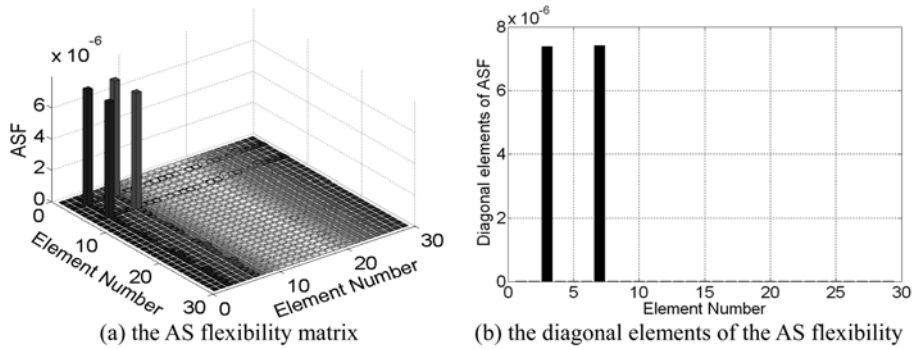 x 10^-6
6
4
2
0
ASF
0
10
20
30
Element Number
0
10
20
30
Element Number
(a) the AS flexibility matrix
x 10^-6
8
6
4
2
0
Diagonal elements of ASF
0 5 10 15 20 25 30
Element Number
(b) the diagonal elements of the AS flexibility